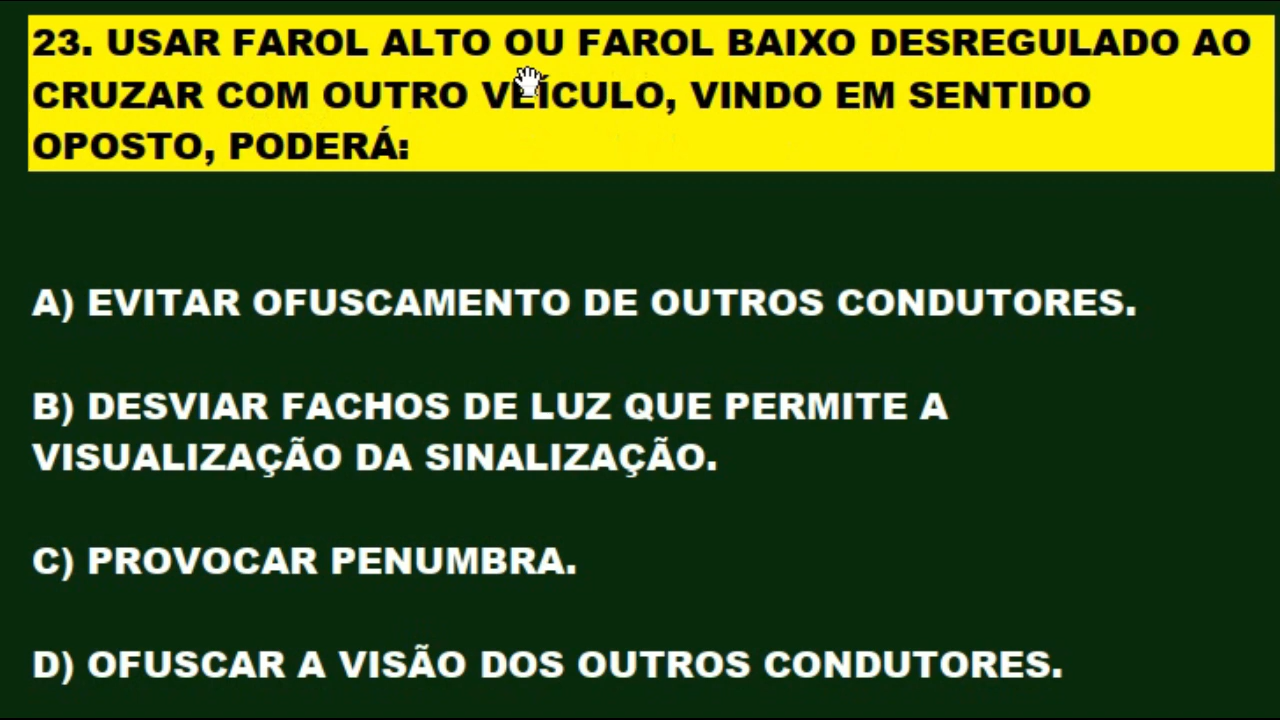 23. USAR FAROL ALTO OU FAROL BAIXO DESREGULADO AO
CRUZAR COM OUTRO VEÍCULO, VINDO EM SENTIDO
OPOSTO, PODERÁ:
A) EVITAR OFUSCAMENTO DE OUTROS CONDUTORES.
B) DESVIAR FACHOS DE LUZ QUE PERMITE A
VISUALIZAÇÃO DA SINALIZAÇÃO.
C) PROVOCAR PENUMBRA.
D) OFUSCAR A VISÃO DOS OUTROS CONDUTORES.